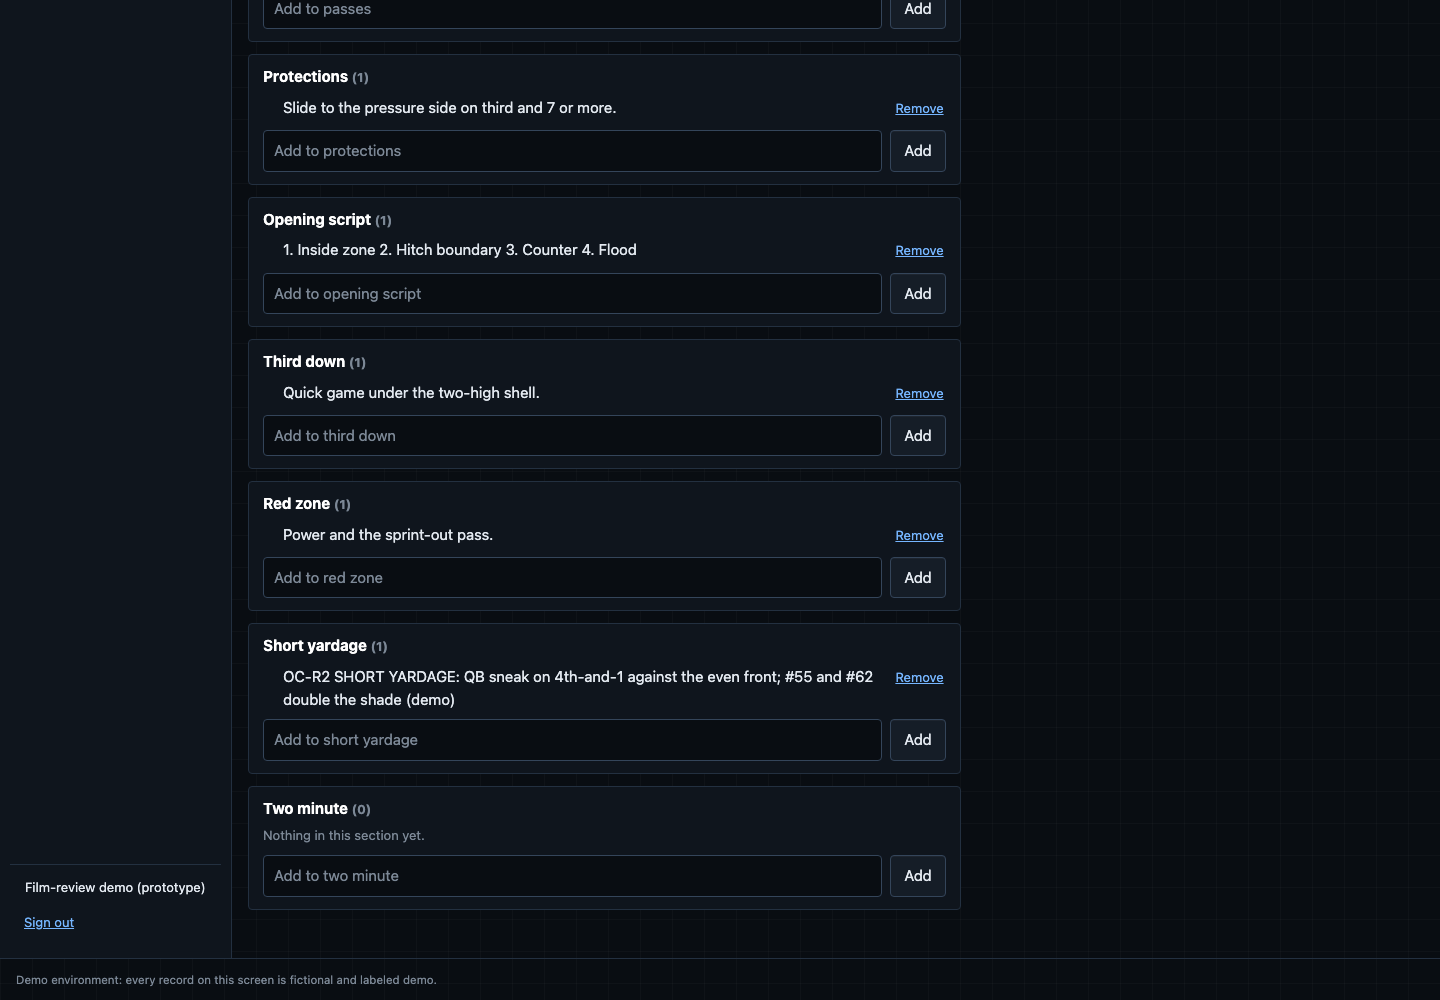 Add to passes
Add
Protections (1)
Slide to the pressure side on third and 7 or more.
Remove
Add to protections
Add
Opening script (1)
1. Inside zone 2. Hitch boundary 3. Counter 4. Flood
Remove
Add to opening script
Add
Third down (1)
Quick game under the two-high shell.
Remove
Add to third down
Add
Red zone (1)
Power and the sprint-out pass.
Remove
Add to red zone
Add
Short yardage (1)
OC-R2 SHORT YARDAGE: QB sneak on 4th-and-1 against the even front; #55 and #62
double the shade (demo)
Remove
Add to short yardage
Add
Two minute (0)
Nothing in this section yet.
Add to two minute
Add
Film-review demo (prototype)
Sign out
Demo environment: every record on this screen is fictional and labeled demo.